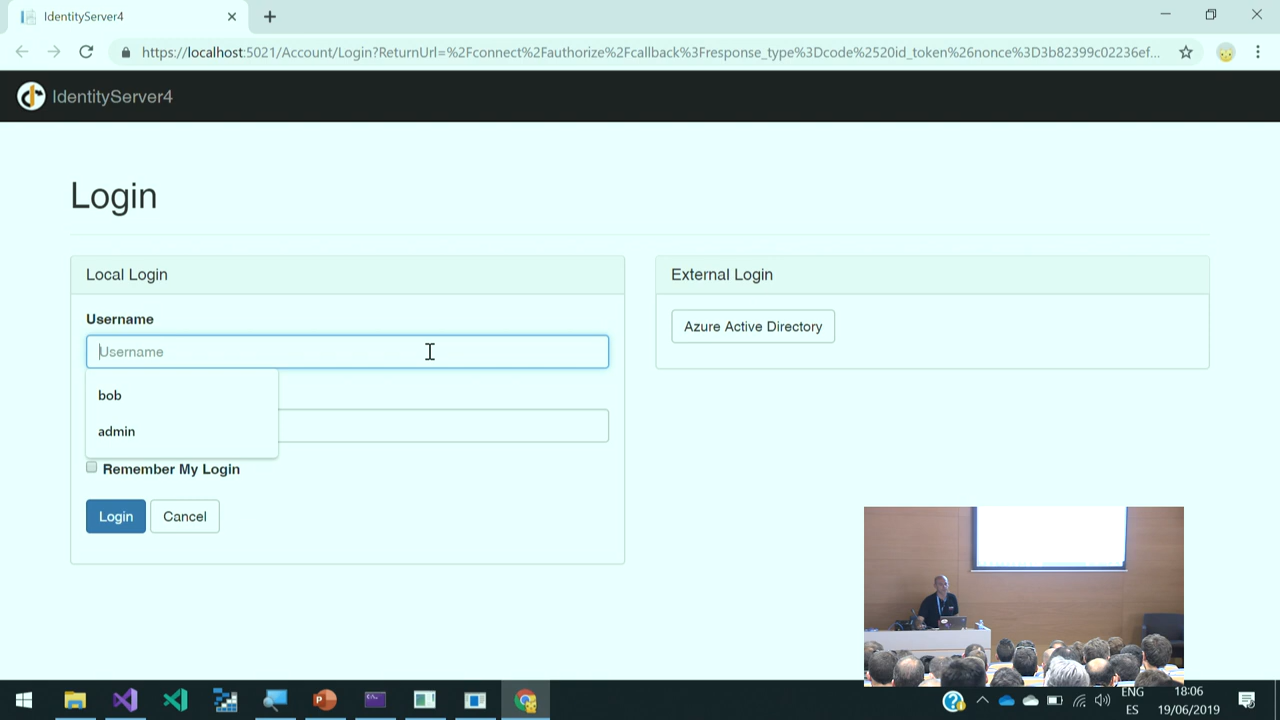 IdentityServer4
https://localhost:5021/Account/Login?ReturnUrl=%2Fconnect%2Fauthorize%2Fcallback%3Fresponse_type%3Dcode%2520id_token%26nonce%3D3b82399c02236ef...
IdentityServer4
Login
Local Login
Username
Username
bob
admin
Remember My Login
Login Cancel
External Login
Azure Active Directory
ENG 18:06
ES 19/06/2019